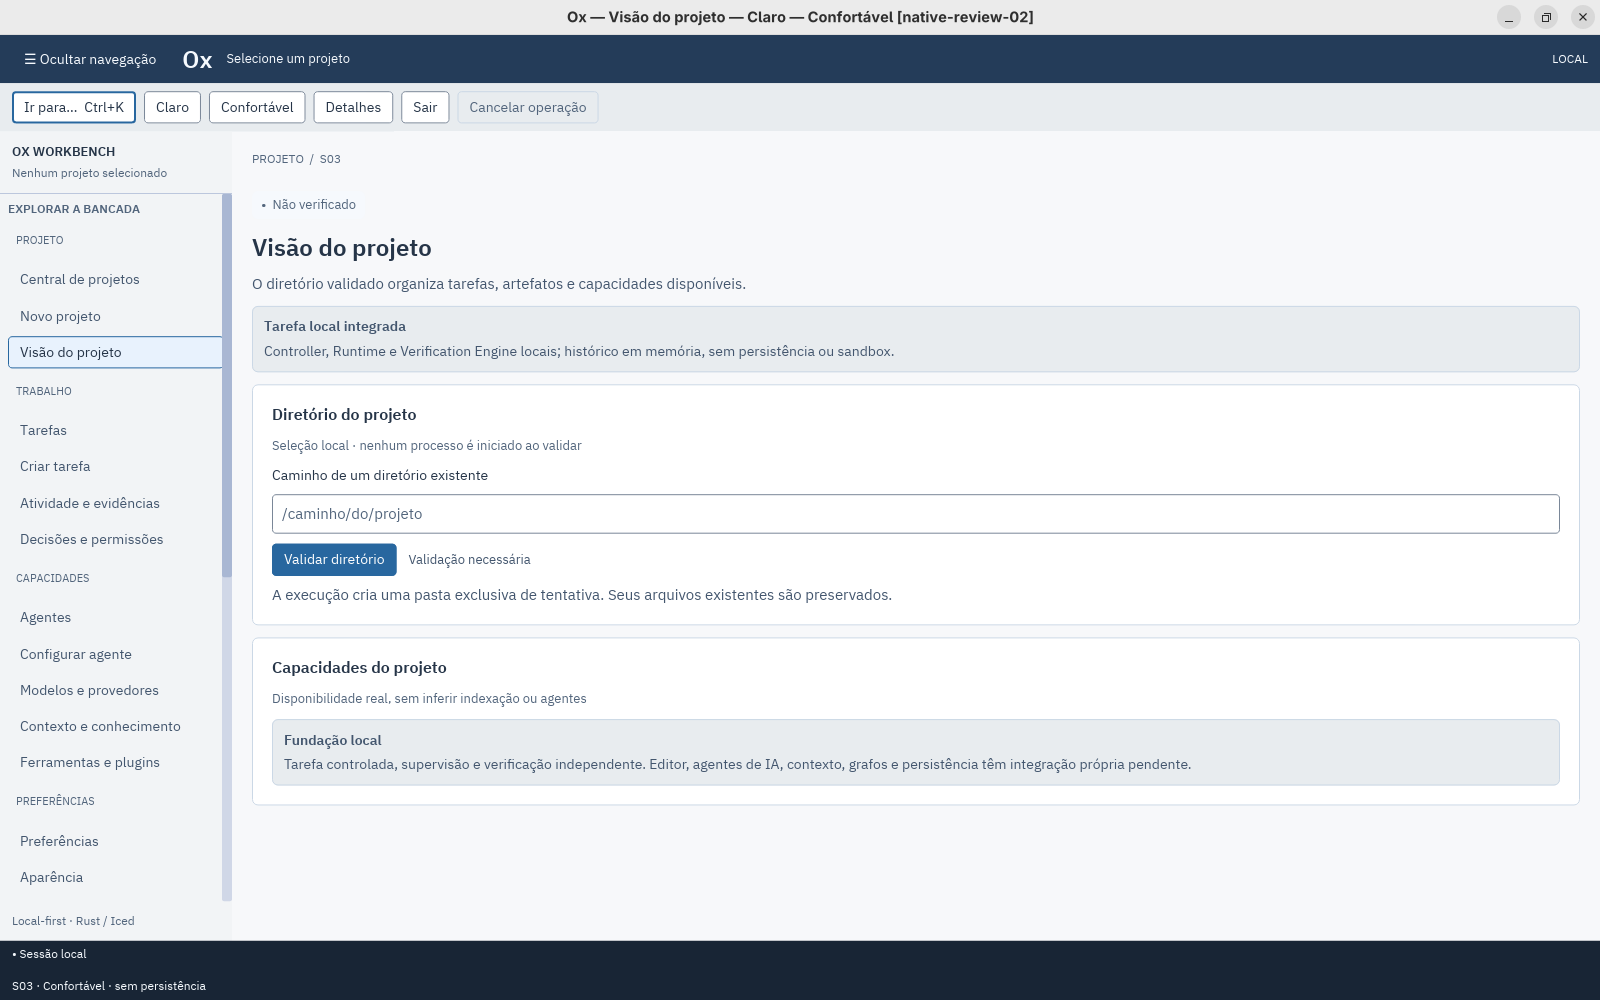 Ox — Visão do projeto — Claro — Confortável [native-review-02]
☰ Ocultar navegação Ox Selecione um projeto LOCAL
Ir para... Ctrl+K Claro Confortável Detalhes Sair Cancelar operação
OX WORKBENCH
Nenhum projeto selecionado
EXPLORAR A BANCADA
PROJETO
Central de projetos
Novo projeto
Visão do projeto
TRABALHO
Tarefas
Criar tarefa
Atividade e evidências
Decisões e permissões
CAPACIDADES
Agentes
Configurar agente
Modelos e provedores
Contexto e conhecimento
Ferramentas e plugins
PREFERÊNCIAS
Preferências
Aparência
Local-first · Rust / Iced
PROJETO / S03
• Não verificado
Visão do projeto
O diretório validado organiza tarefas, artefatos e capacidades disponíveis.
Tarefa local integrada
Controller, Runtime e Verification Engine locais; histórico em memória, sem persistência ou sandbox.
Diretório do projeto
Seleção local · nenhum processo é iniciado ao validar
Caminho de um diretório existente
/caminho/do/projeto
Validar diretório Validação necessária
A execução cria uma pasta exclusiva de tentativa. Seus arquivos existentes são preservados.
Capacidades do projeto
Disponibilidade real, sem inferir indexação ou agentes
Fundação local
Tarefa controlada, supervisão e verificação independente. Editor, agentes de IA, contexto, grafos e persistência têm integração própria pendente.
• Sessão local
S03 · Confortável · sem persistência